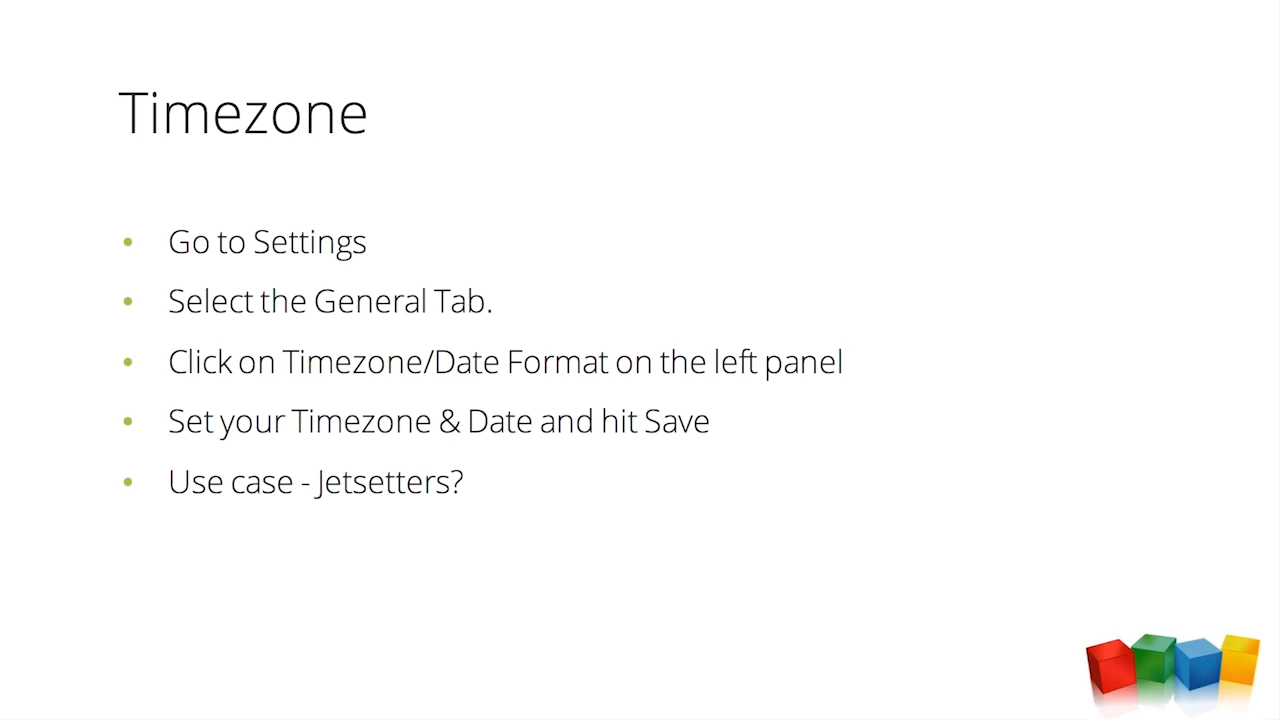 Timezone
• Go to Settings
• Select the General Tab.
• Click on Timezone/Date Format on the left panel
• Set your Timezone & Date and hit Save
• Use case - Jetsetters?